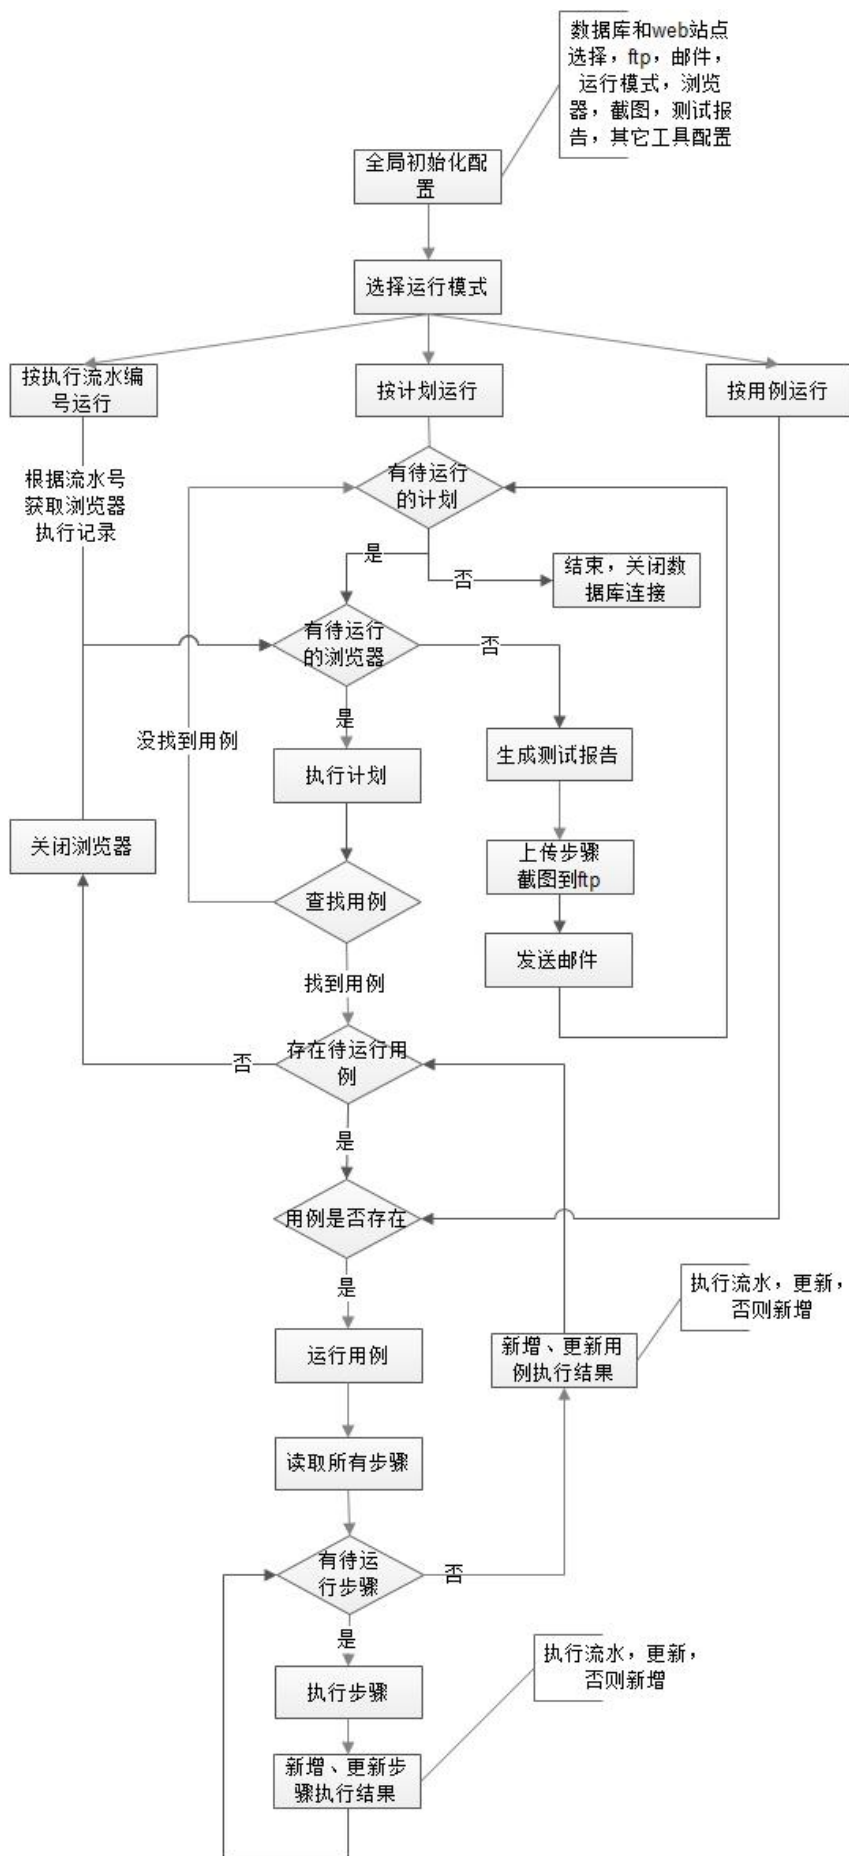 数据库和web站点
选择，ftp，邮件，
运行模式，浏览
器，截图，测试报
告，其它工具配置
全局初始化配
置
选择运行模式
按执行流水编
号运行
按计划运行
按用例运行
根据流水号
获取浏览器
执行记录
有待运行
的计划
是
否
结束，关闭数
据库连接
有待运行
的浏览器
否
是
没找到用例
执行计划
生成测试报告
关闭浏览器
上传步骤
截图到ftp
查找用例
发送邮件
找到用例
存在待运行用
例
否
是
用例是否存在
是
执行流水，更新，
否则新增
运行用例
新增、更新用
例执行结果
读取所有步骤
有待运
行步骤
否
是
执行流水，更新，
否则新增
执行步骤
新增、更新步
骤执行结果